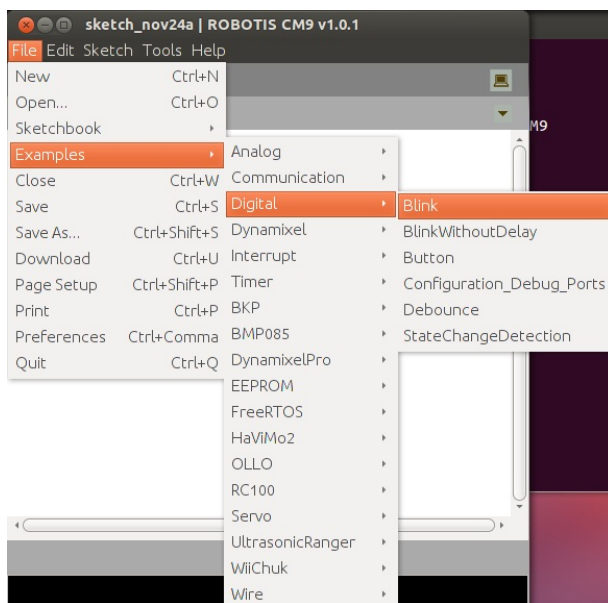 sketch_nov24a | ROBOTIS CM9 v1.0.1
File Edit Sketch Tools Help
New Ctrl+N
Open... Ctrl+O
Sketchbook
Examples
Close Ctrl+W
Save Ctrl+S
Save As... Ctrl+Shift+S
Download Ctrl+U
Page Setup Ctrl+Shift+P
Print Ctrl+P
Preferences Ctrl+Comma
Quit Ctrl+Q
Analog
Communication
Digital
Dynamixel
Interrupt
Timer
BKP
BMP085
DynamixelPro
EEPROM
FreeRTOS
HaViMo2
OLLO
RC100
Servo
UltrasonicRanger
WiiChuk
Wire
Blink
BlinkWithoutDelay
Button
Configuration_Debug_Ports
Debounce
StateChangeDetection
M9